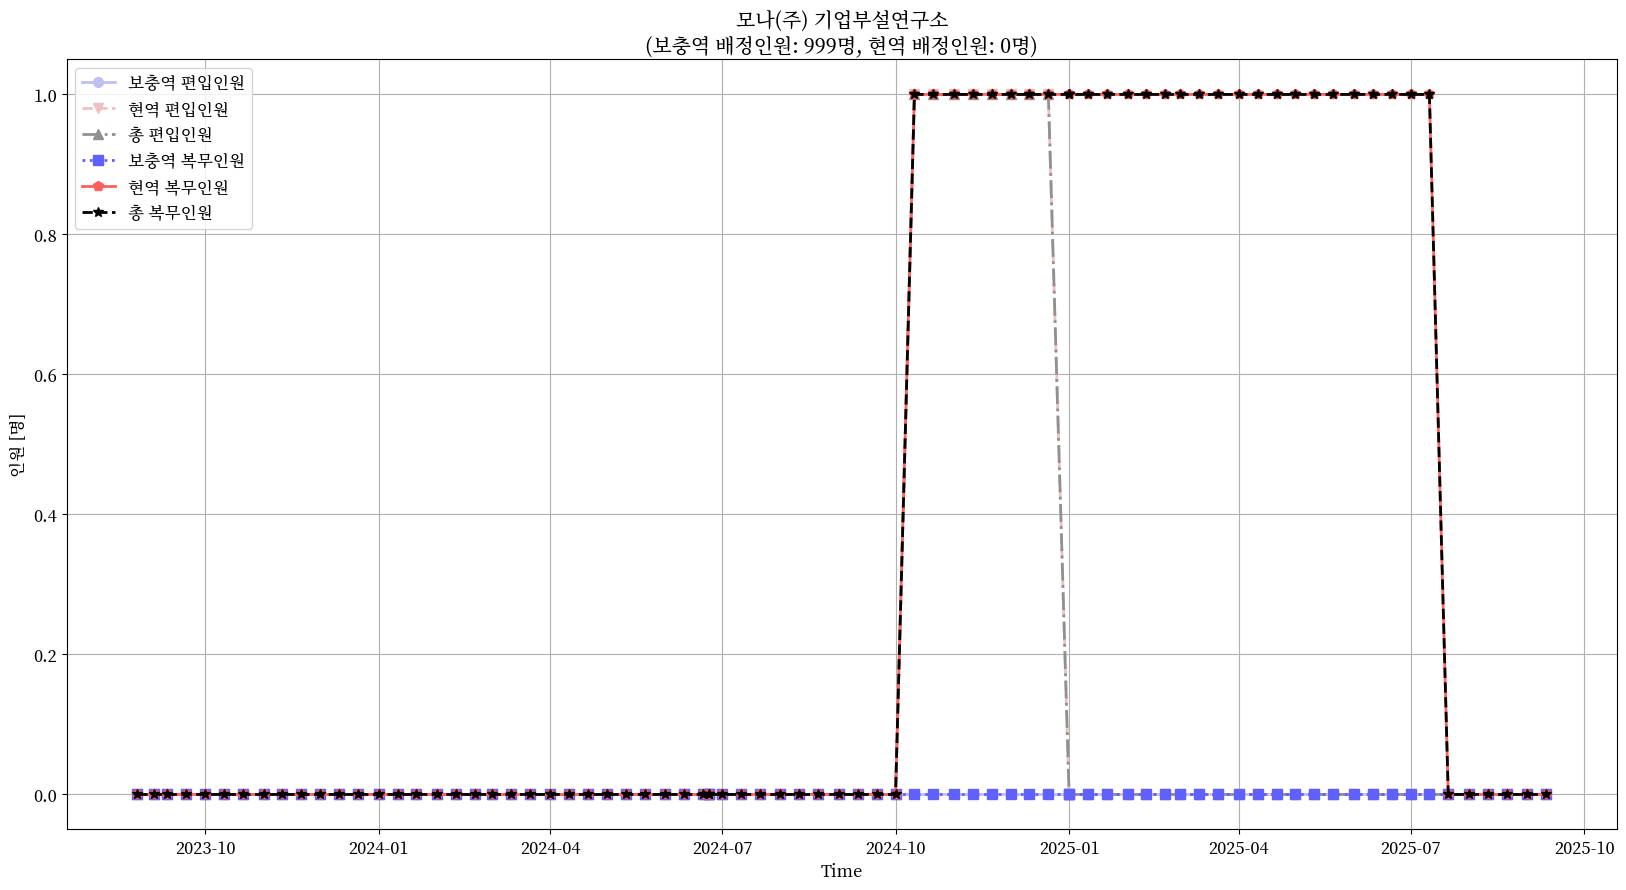 모나(주) 기업부설연구소
(보충역 배정인원: 999명, 현역 배정인원: 0명)
보충역 편입인원
현역 편입인원
총 편입인원
보충역 복무인원
현역 복무인원
총 복무인원
1.0
0.8
0.6
0.4
0.2
0.0
인원 [명]
2023-10
2024-01
2024-04
2024-07
2024-10
2025-01
2025-04
2025-07
2025-10
Time